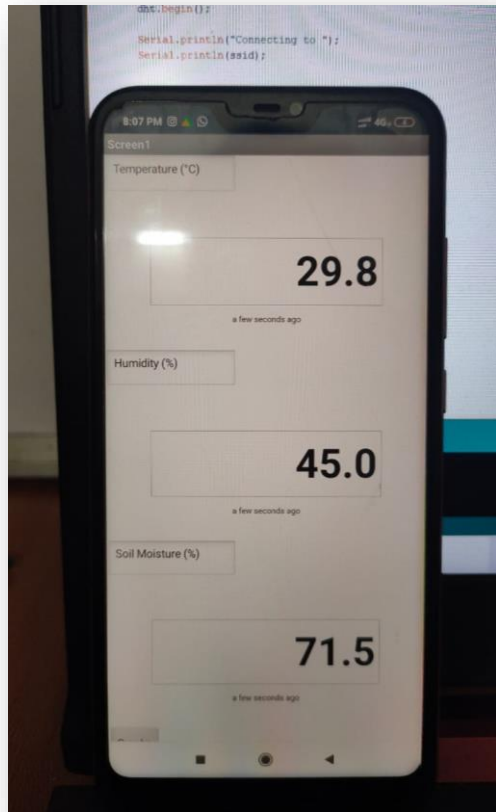 dht.begin();
Serial.println("Connecting to ");
Serial.println(ssid);
8:07 PM
4G
Screen1
Temperature (°C)
29.8
a few seconds ago
Humidity (%)
45.0
a few seconds ago
Soil Moisture (%)
71.5
a few seconds ago